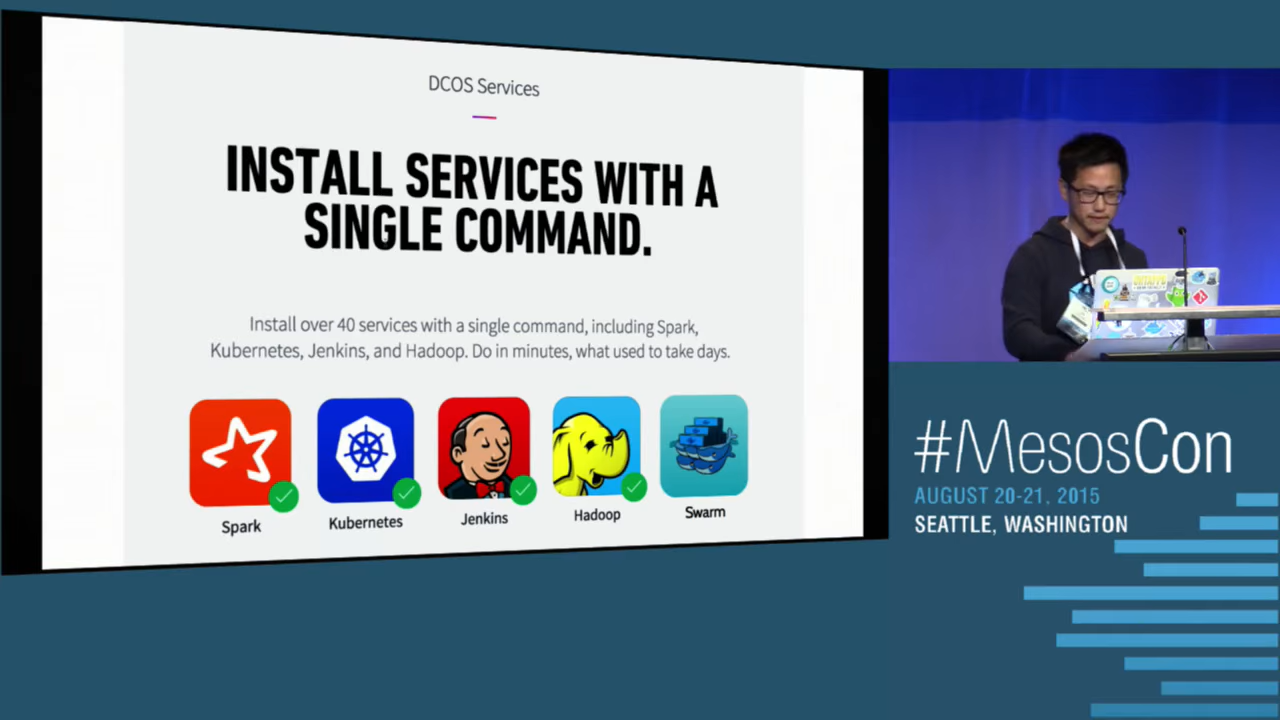 DCOS Services
INSTALL SERVICES WITH A
SINGLE COMMAND.
Install over 40 services with a single command, including Spark,
Kubernetes, Jenkins, and Hadoop. Do in minutes, what used to take days.
Spark
Kubernetes
Jenkins
Hadoop
Swarm
#MesosCon
AUGUST 20-21, 2015
SEATTLE, WASHINGTON